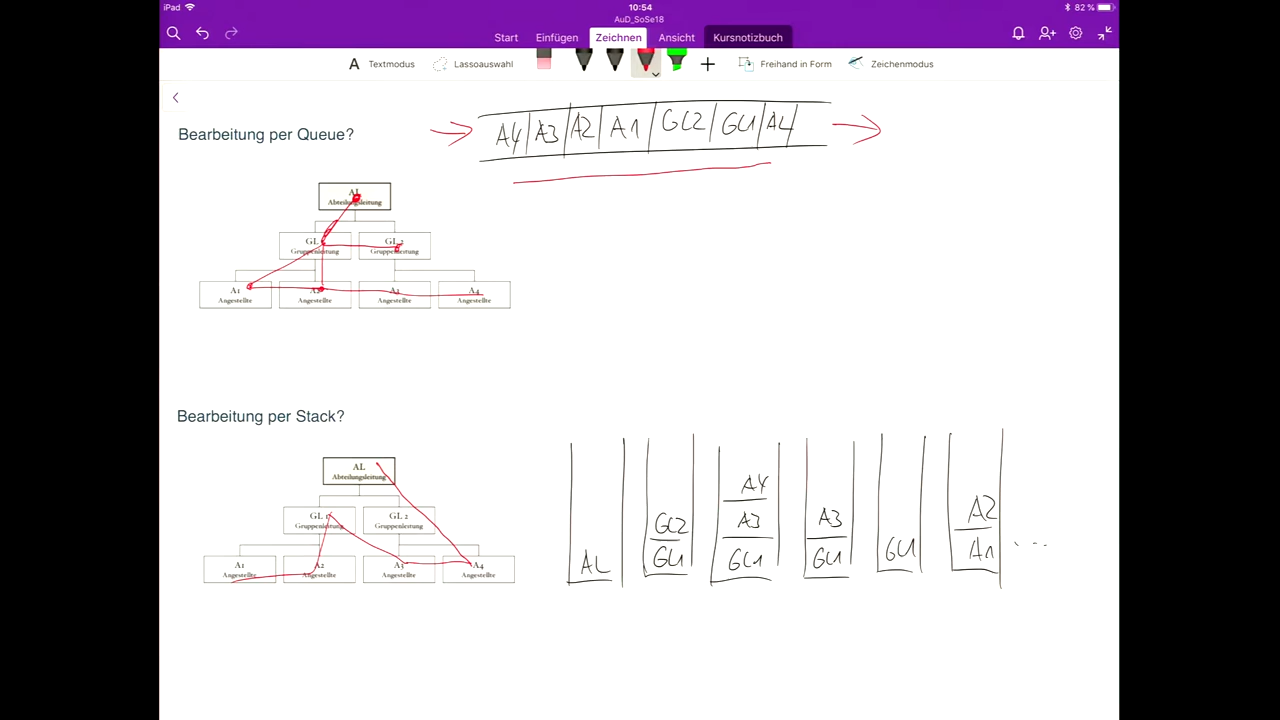 iPad
10:54
82 %
AuD_SoSe18
Start Einfügen Zeichnen Ansicht Kursnotizbuch
A Textmodus Lassoauswahl Freihand in Form Zeichenmodus
Bearbeitung per Queue?
A4 A3 A2 A1 GL2 GL1 AL
AL
Abteilungsleitung
GL GL 2
Gruppenleitung Gruppenleitung
A1 A2 A3 A4
Angestellte Angestellte Angestellte Angestellte
Bearbeitung per Stack?
AL
Abteilungsleitung
GL 1 GL 2
Gruppenleitung Gruppenleitung
A1 A2 A3 A4
Angestellte Angestellte Angestellte Angestellte
AL
GL2
GL1
A4
A3
GL1
A3
GL1
GL1
A2
A1
...